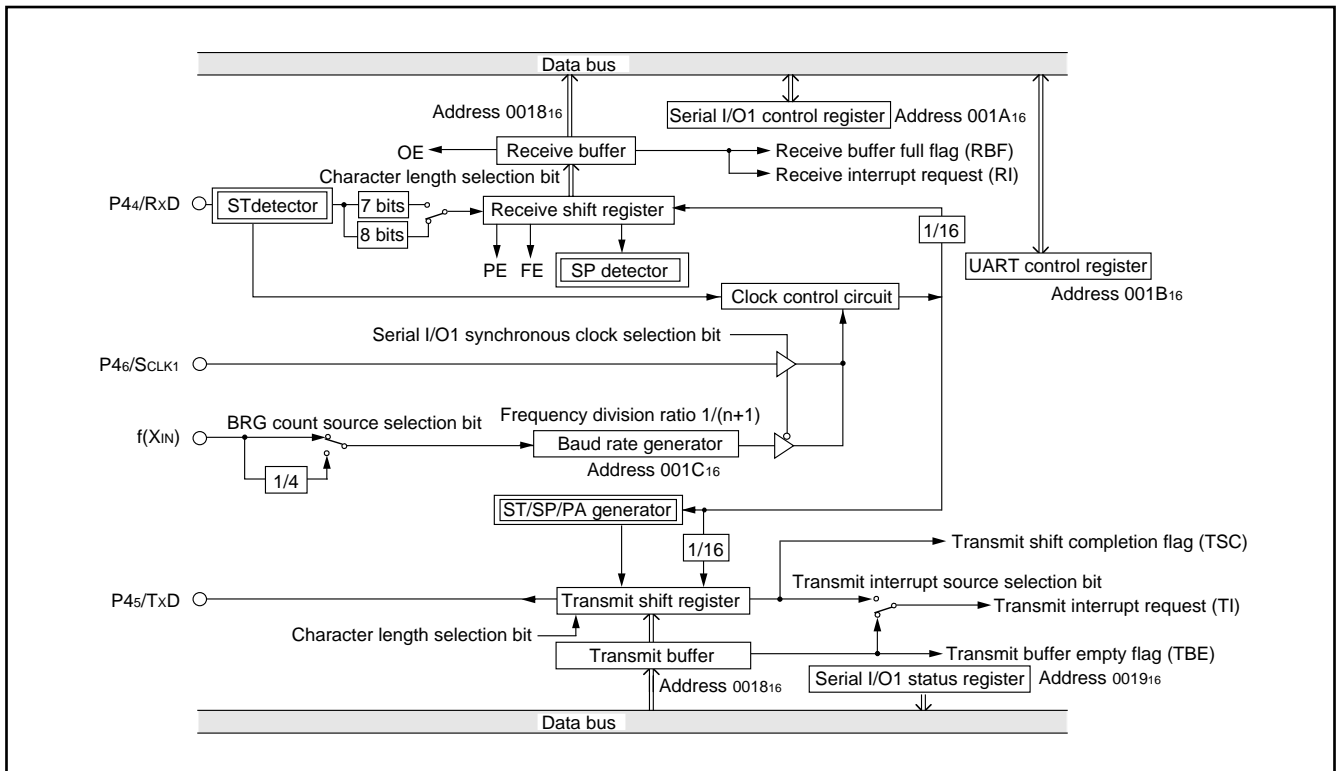 Data bus
Address 0018₁₆
Serial I/O1 control register Address 001A₁₆
OE
Receive buffer
Receive buffer full flag (RBF)
Receive interrupt request (RI)
Character length selection bit
P4₄/RxD
STdetector
7 bits
8 bits
Receive shift register
1/16
PE
FE
SP detector
UART control register
Address 001B₁₆
Clock control circuit
Serial I/O1 synchronous clock selection bit
P4₆/SCLK1
f(XIN)
BRG count source selection bit
Frequency division ratio 1/(n+1)
Baud rate generator
Address 001C₁₆
1/4
ST/SP/PA generator
1/16
Transmit shift completion flag (TSC)
Transmit interrupt source selection bit
P4₅/TxD
Transmit shift register
Transmit interrupt request (TI)
Character length selection bit
Transmit buffer
Transmit buffer empty flag (TBE)
Address 0018₁₆
Serial I/O1 status register Address 0019₁₆
Data bus